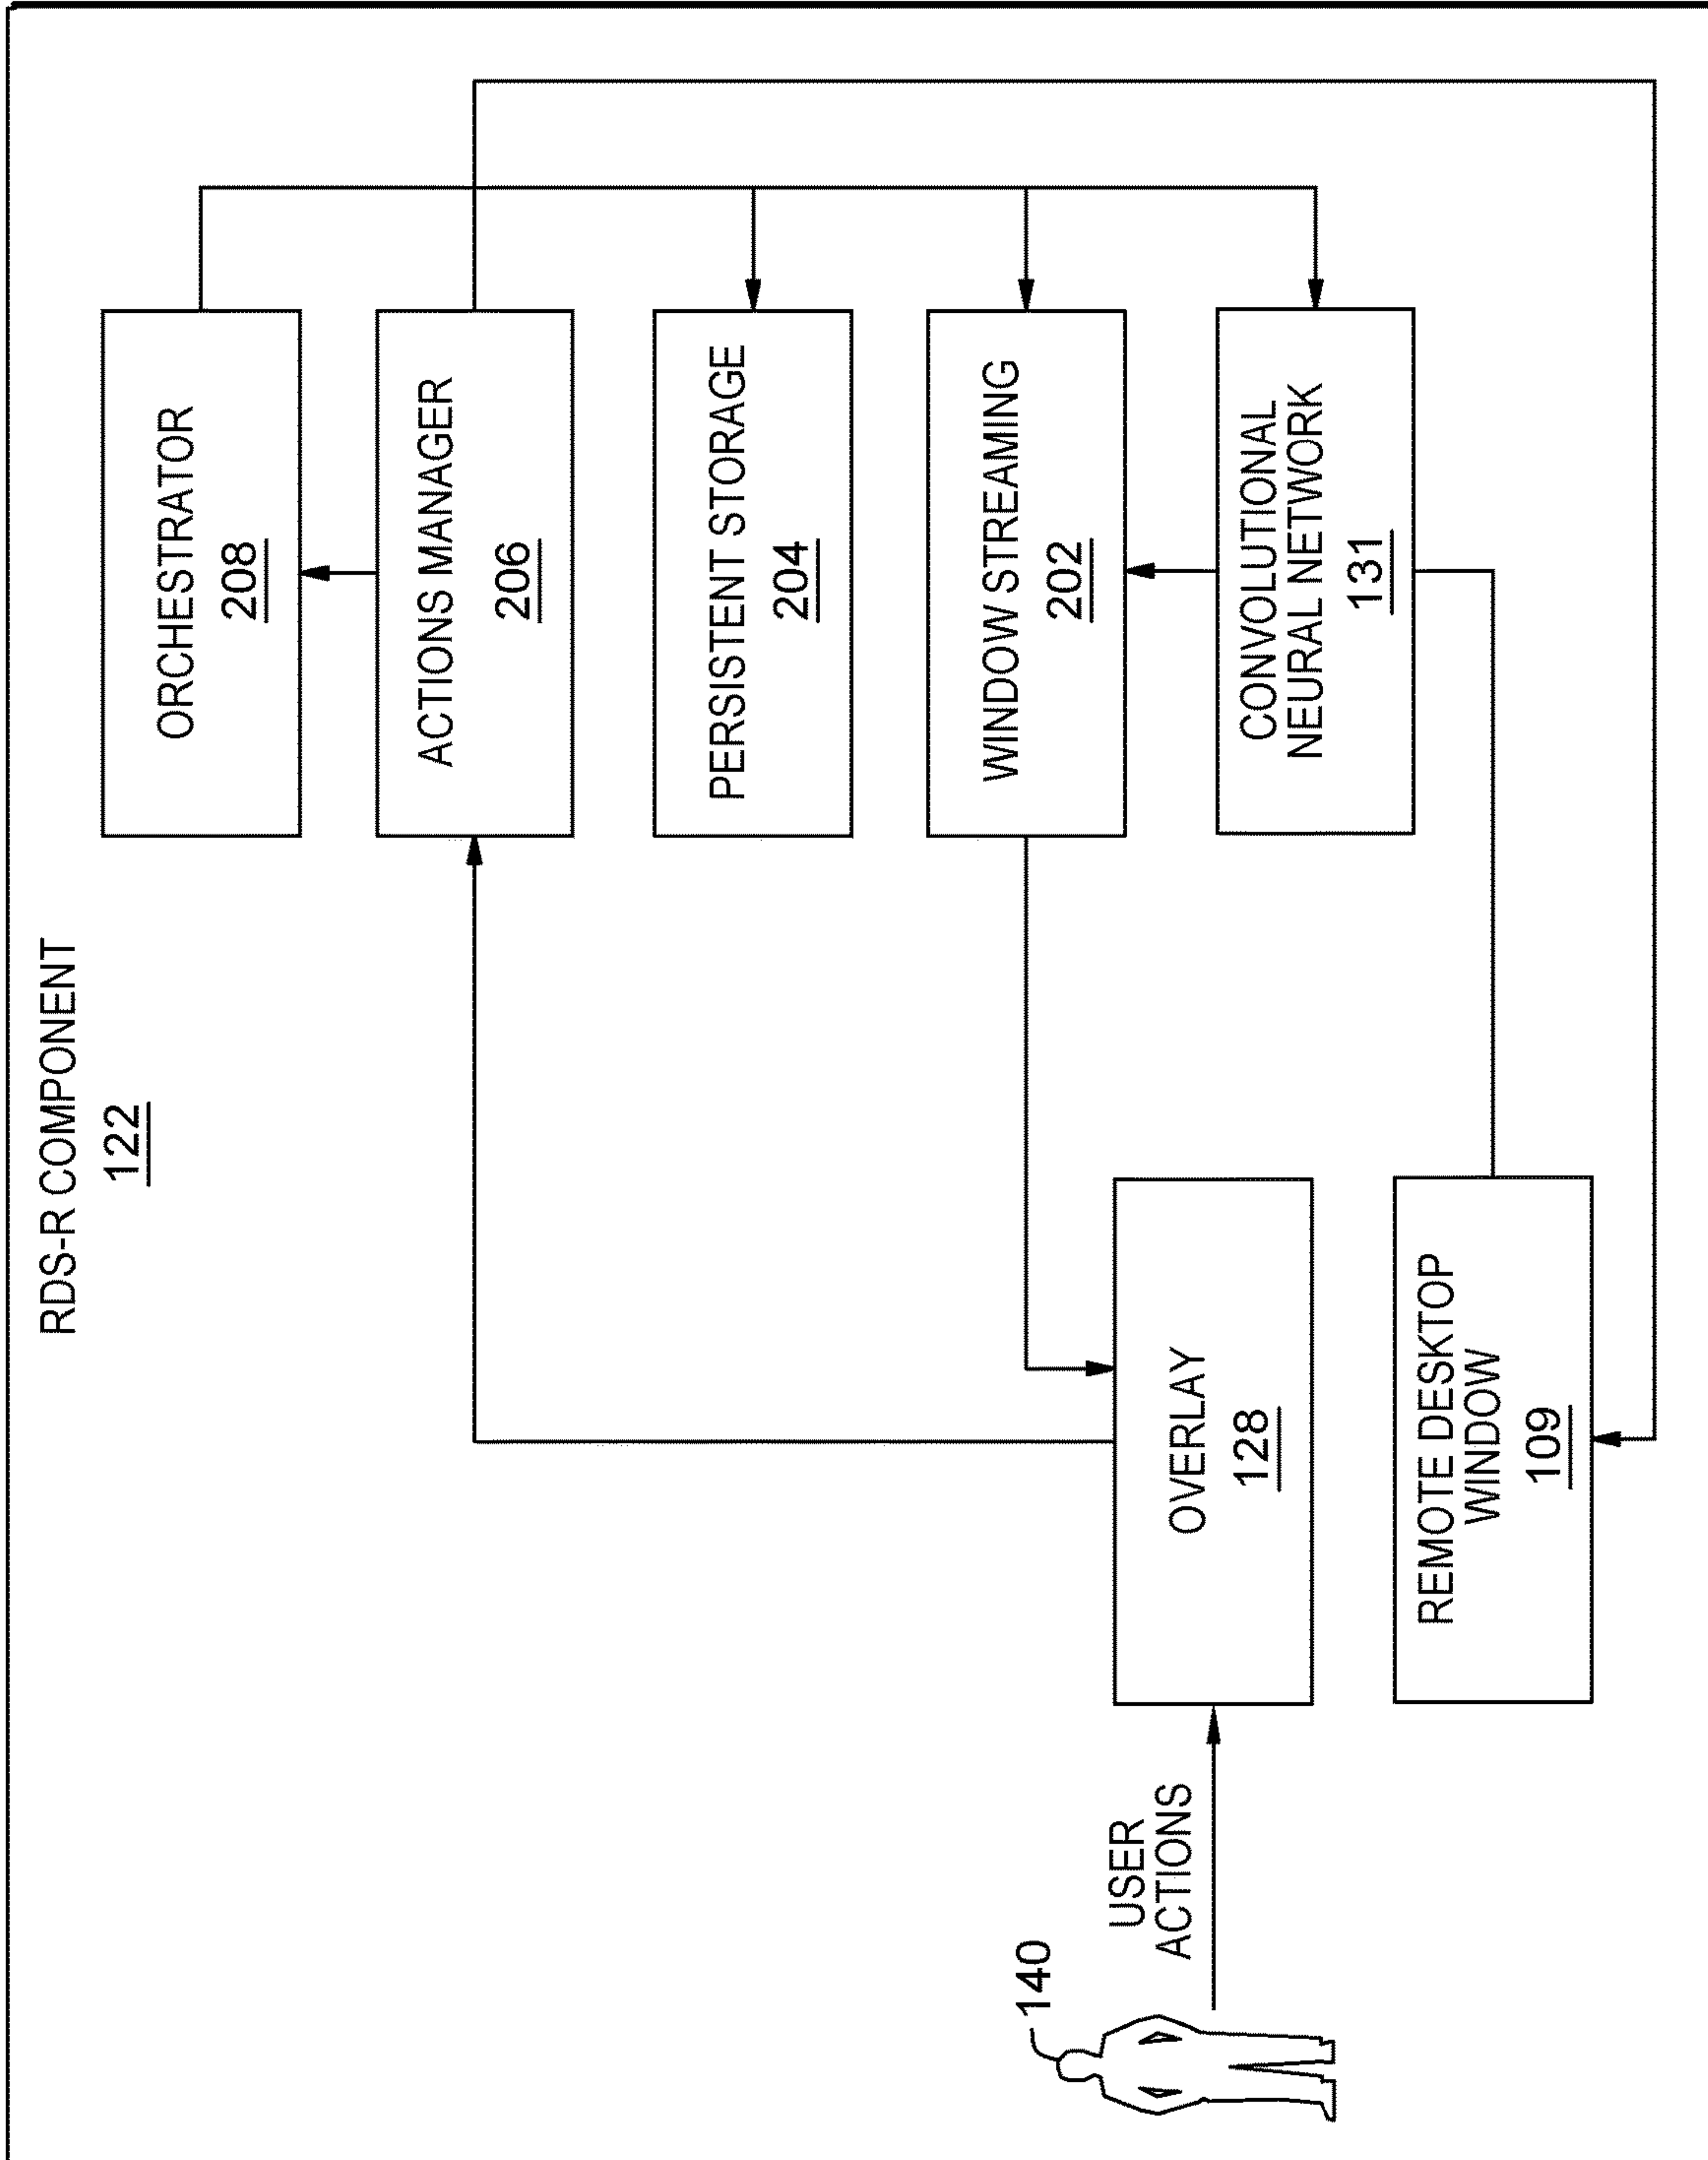 RDS-R COMPONENT
122
ORCHESTRATOR
208
ACTIONS MANAGER
206
PERSISTENT STORAGE
204
WINDOW STREAMING
202
CONVOLUTIONAL
NEURAL NETWORK
131
OVERLAY
128
REMOTE DESKTOP
WINDOW
109
USER
ACTIONS
140